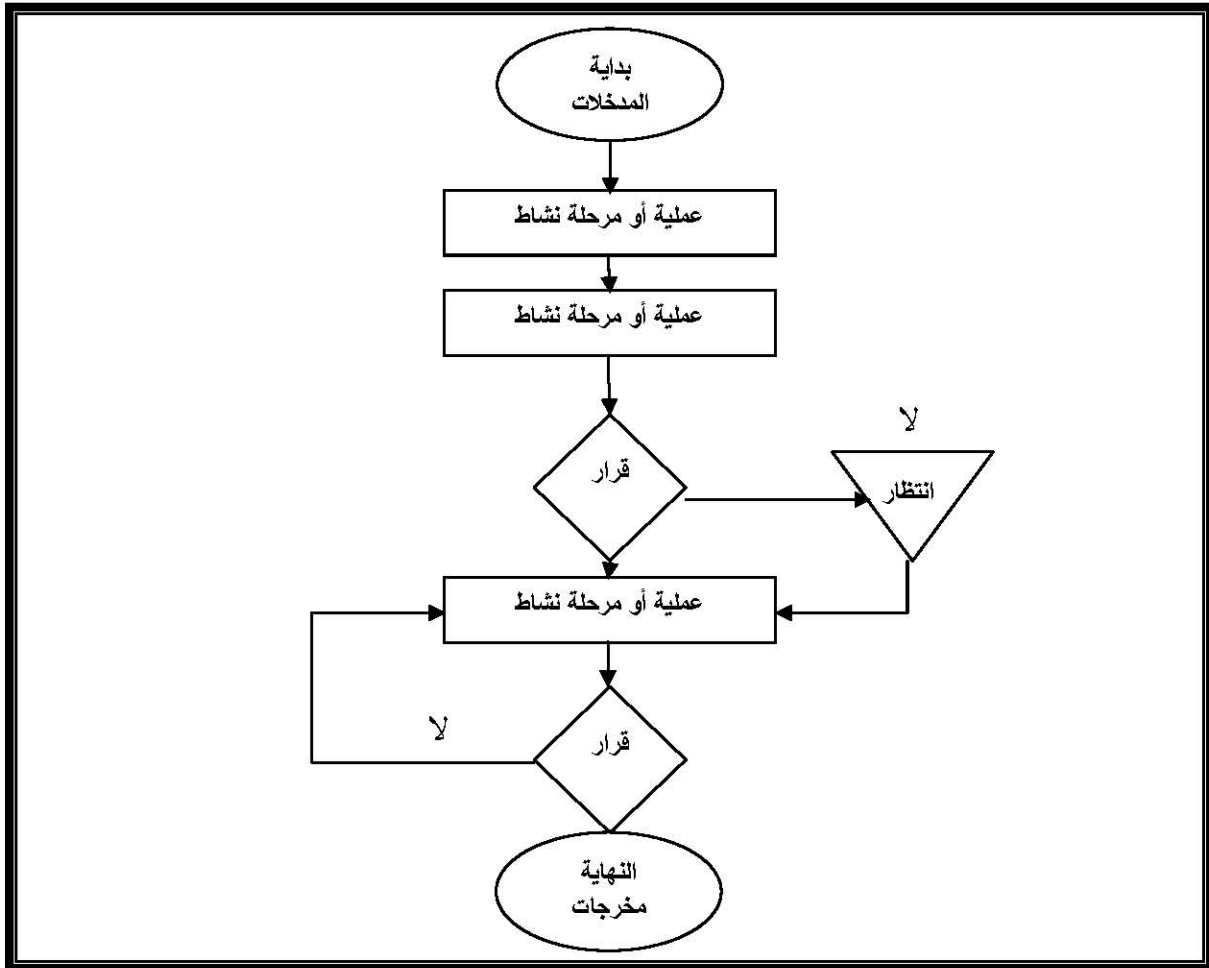 بداية
المدخلات
عملية أو مرحلة نشاط
عملية أو مرحلة نشاط
لا
قرار
انتظار
عملية أو مرحلة نشاط
لا
قرار
النهاية
مخرجات